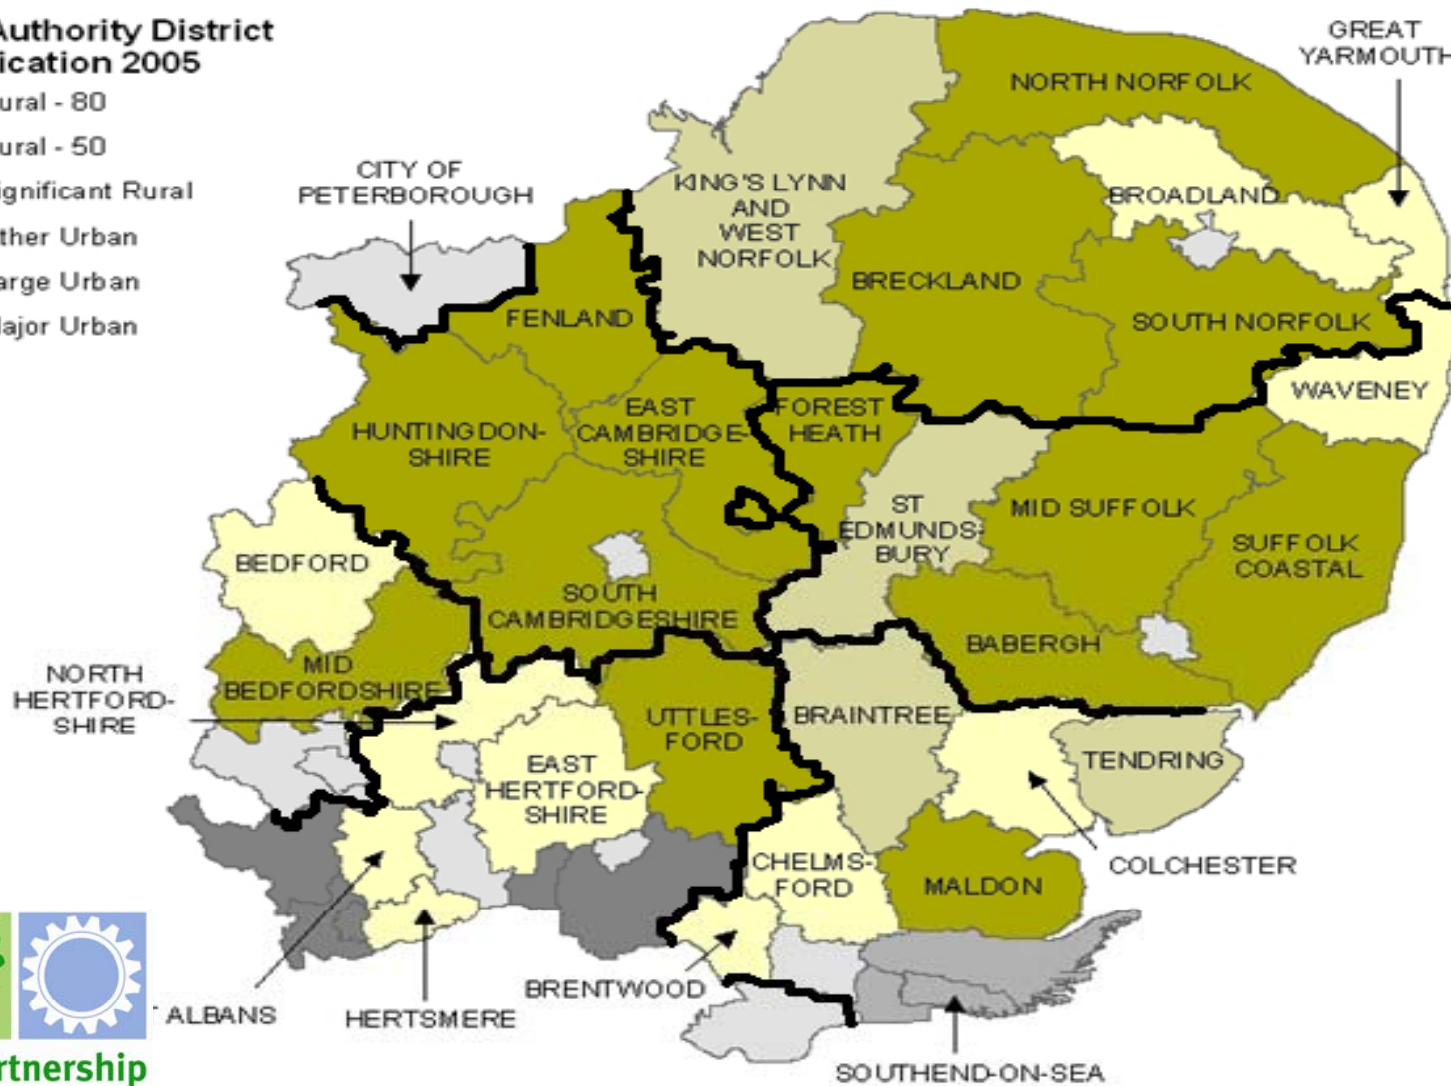 Authority District
ication 2005
ural - 80
ural - 50
ignificant Rural
ther Urban
arge Urban
ajor Urban
GREAT
YARMOUTH
NORTH NORFOLK
CITY OF
PETERBOROUGH
KING'S LYNN
AND
WEST
NORFOLK
BROADLAND
BRECKLAND
FENLAND
SOUTH NORFOLK
WAVENEY
FOREST
HEATH
EAST
CAMBRIDGE-
SHIRE
HUNTINGDON-
SHIRE
ST
EDMUNDS-
BURY
MID SUFFOLK
SUFFOLK
COASTAL
BEDFORD
SOUTH
CAMBRIDGESHIRE
BABERGH
MID
BEDFORDSHIRE
NORTH
HERTFORD-
SHIRE
UTTLES-
FORD
BRAINTREE
TENDRING
EAST
HERTFORD-
SHIRE
COLCHESTER
CHELMS-
FORD
MALDON
BRENTWOOD
ALBANS
HERTSMERE
SOUTHEND-ON-SEA
rtnership